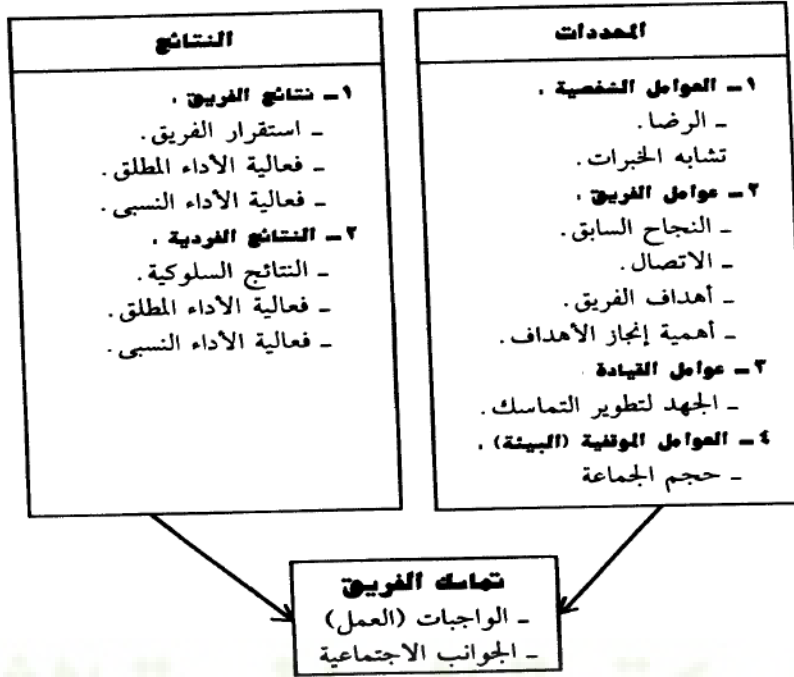 المحددات
١ – العوامل الشخصية .
– الرضا.
تشابه الخبرات.
٢ – عوامل الفريق .
– النجاح السابق.
– الاتصال.
– أهداف الفريق.
– أهمية إنجاز الأهداف.
٣ – عوامل القيادة .
– الجهد لتطوير التماسك.
٤ – العوامل الموقفية (البيئة) .
– حجم الجماعة
النتائج
١ – نتائج الفريق .
– استقرار الفريق.
– فعالية الأداء المطلق.
– فعالية الأداء النسبى.
٢ – النتائج الفردية .
– النتائج السلوكية.
– فعالية الأداء المطلق.
– فعالية الأداء النسبى.
تماسك الفريق
– الواجبات (العمل)
– الجوانب الاجتماعية